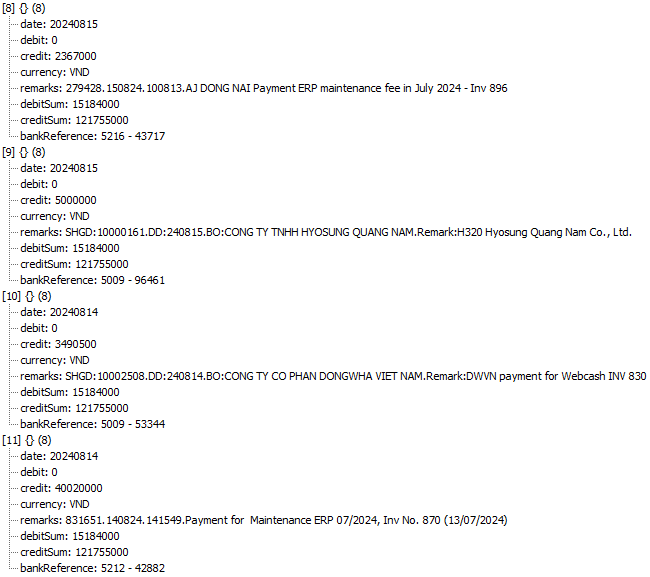 [8] {} (8)
date: 20240815
debit: 0
credit: 2367000
currency: VND
remarks: 279428.150824.100813.AJ DONG NAI Payment ERP maintenance fee in July 2024 - Inv 896
debitSum: 15184000
creditSum: 121755000
bankReference: 5216 - 43717
[9] {} (8)
date: 20240815
debit: 0
credit: 5000000
currency: VND
remarks: SHGD:10000161.DD:240815.BO:CONG TY TNHH HYOSUNG QUANG NAM.Remark:H320 Hyosung Quang Nam Co., Ltd.
debitSum: 15184000
creditSum: 121755000
bankReference: 5009 - 96461
[10] {} (8)
date: 20240814
debit: 0
credit: 3490500
currency: VND
remarks: SHGD:10002508.DD:240814.BO:CONG TY CO PHAN DONGWHA VIET NAM.Remark:DWVN payment for Webcash INV 830
debitSum: 15184000
creditSum: 121755000
bankReference: 5009 - 53344
[11] {} (8)
date: 20240814
debit: 0
credit: 40020000
currency: VND
remarks: 831651.140824.141549.Payment for  Maintenance ERP 07/2024, Inv No. 870 (13/07/2024)
debitSum: 15184000
creditSum: 121755000
bankReference: 5212 - 42882